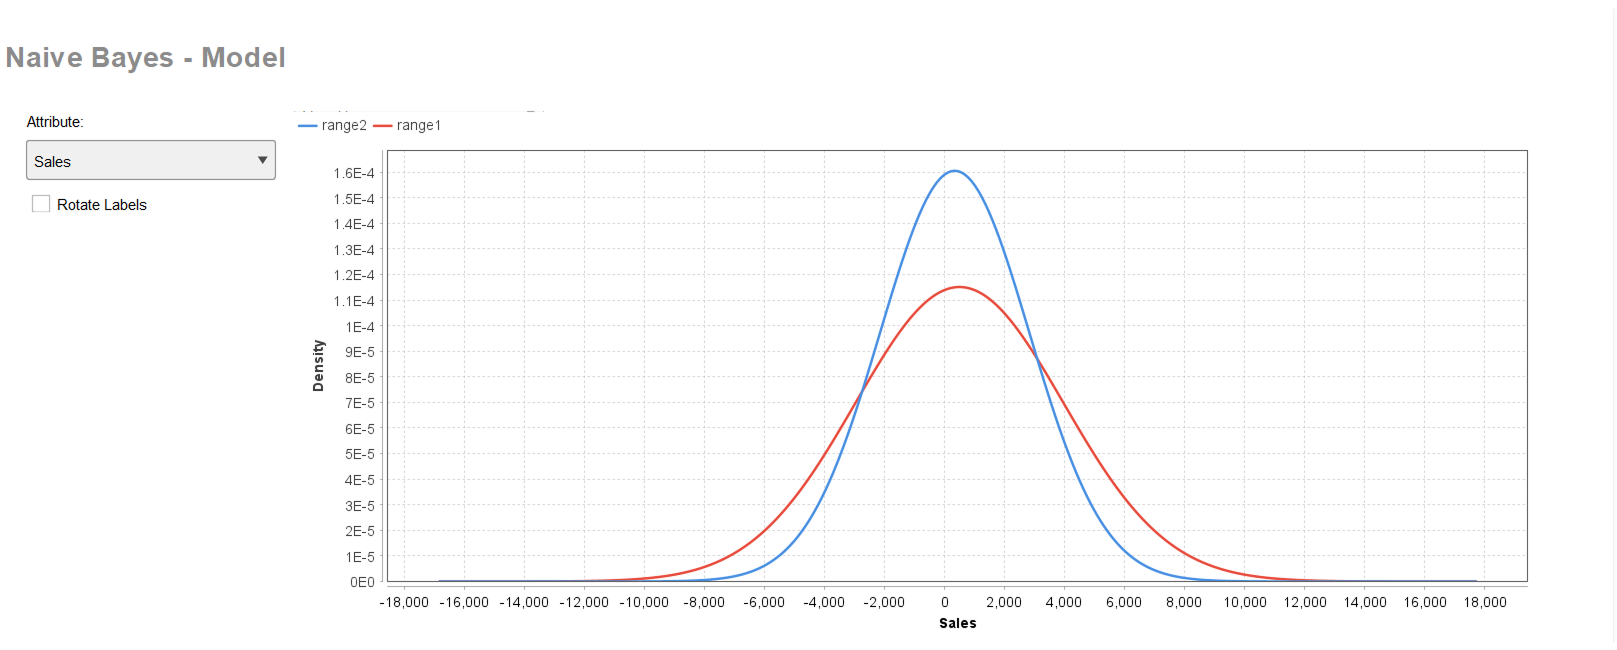 Naive Bayes - Model
Attribute:
Sales
Rotate Labels
range2 range1
1.6E-4
1.5E-4
1.4E-4
1.3E-4
1.2E-4
1.1E-4
1E-4
9E-5
8E-5
7E-5
6E-5
5E-5
4E-5
3E-5
2E-5
1E-5
0E0
Density
-18,000 -16,000 -14,000 -12,000 -10,000 -8,000 -6,000 -4,000 -2,000 0 2,000 4,000 6,000 8,000 10,000 12,000 14,000 16,000 18,000
Sales